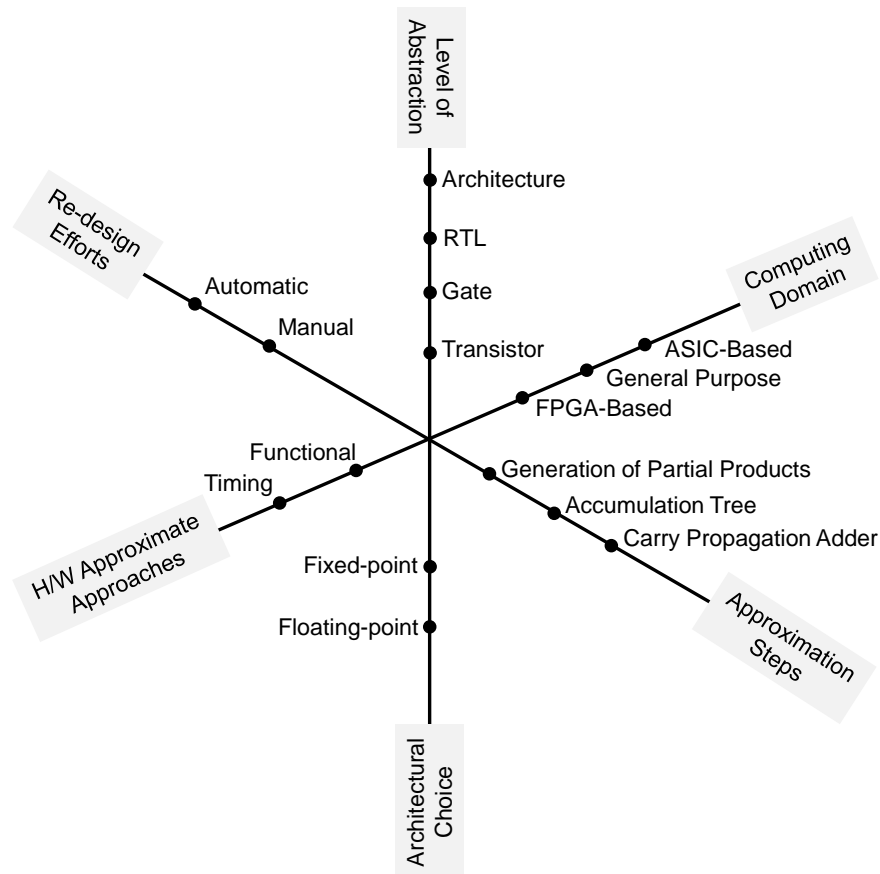 Level of
Abstraction
Architecture
RTL
Gate
Transistor
Re-design
Efforts
Automatic
Manual
Computing
Domain
ASIC-Based
General Purpose
FPGA-Based
Functional
Timing
H/W Approximate
Approaches
Generation of Partial Products
Accumulation Tree
Carry Propagation Adder
Approximation
Steps
Fixed-point
Floating-point
Architectural
Choice